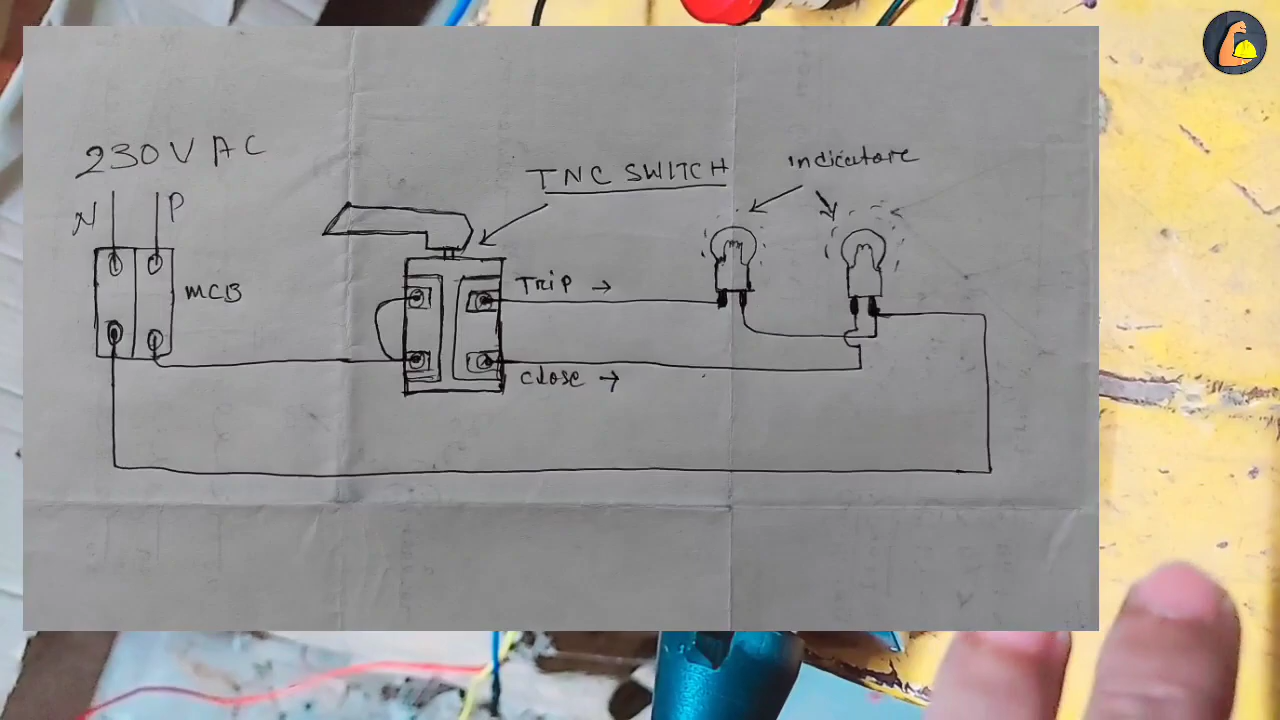 230V AC
N P
MCB
TNC SWITCH
indicatore
Trip →
close →